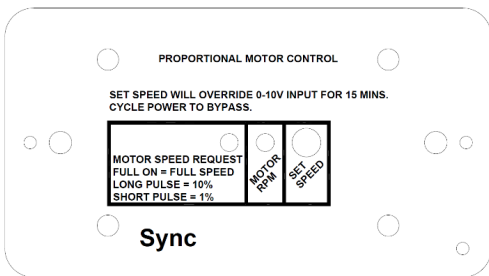 PROPORTIONAL MOTOR CONTROL
SET SPEED WILL OVERRIDE 0-10V INPUT FOR 15 MINS.
CYCLE POWER TO BYPASS.
MOTOR SPEED REQUEST
FULL ON = FULL SPEED
LONG PULSE = 10%
SHORT PULSE = 1%
MOTOR
RPM
SET
SPEED
Sync